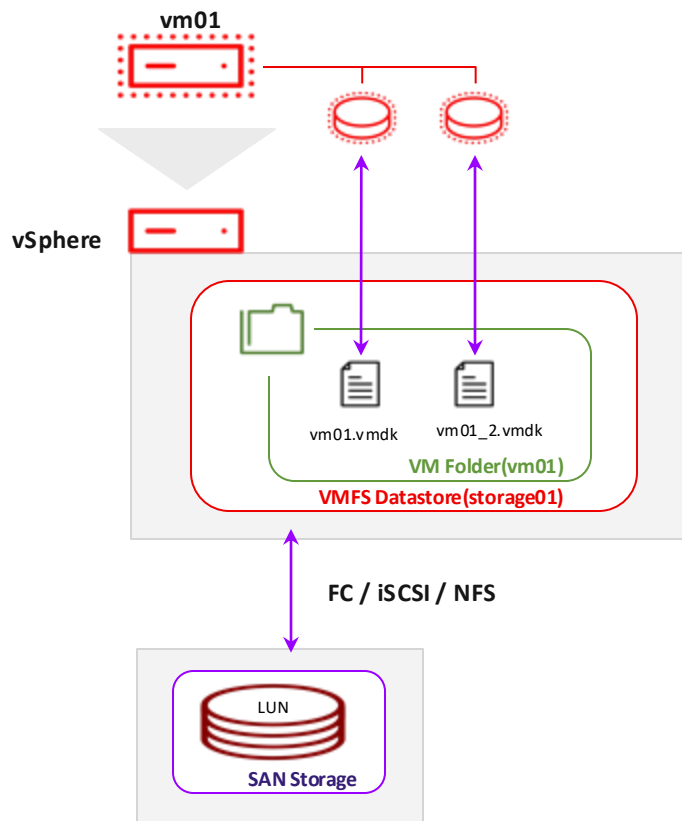 vm01
vSphere
vm01.vmdk
vm01_2.vmdk
VM Folder(vm01)
VMFS Datastore(storage01)
FC / iSCSI / NFS
LUN
SAN Storage